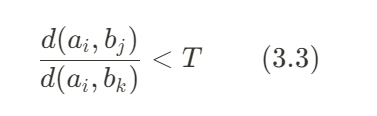 d(a_i, b_j) / d(a_i, b_k) < T (3.3)